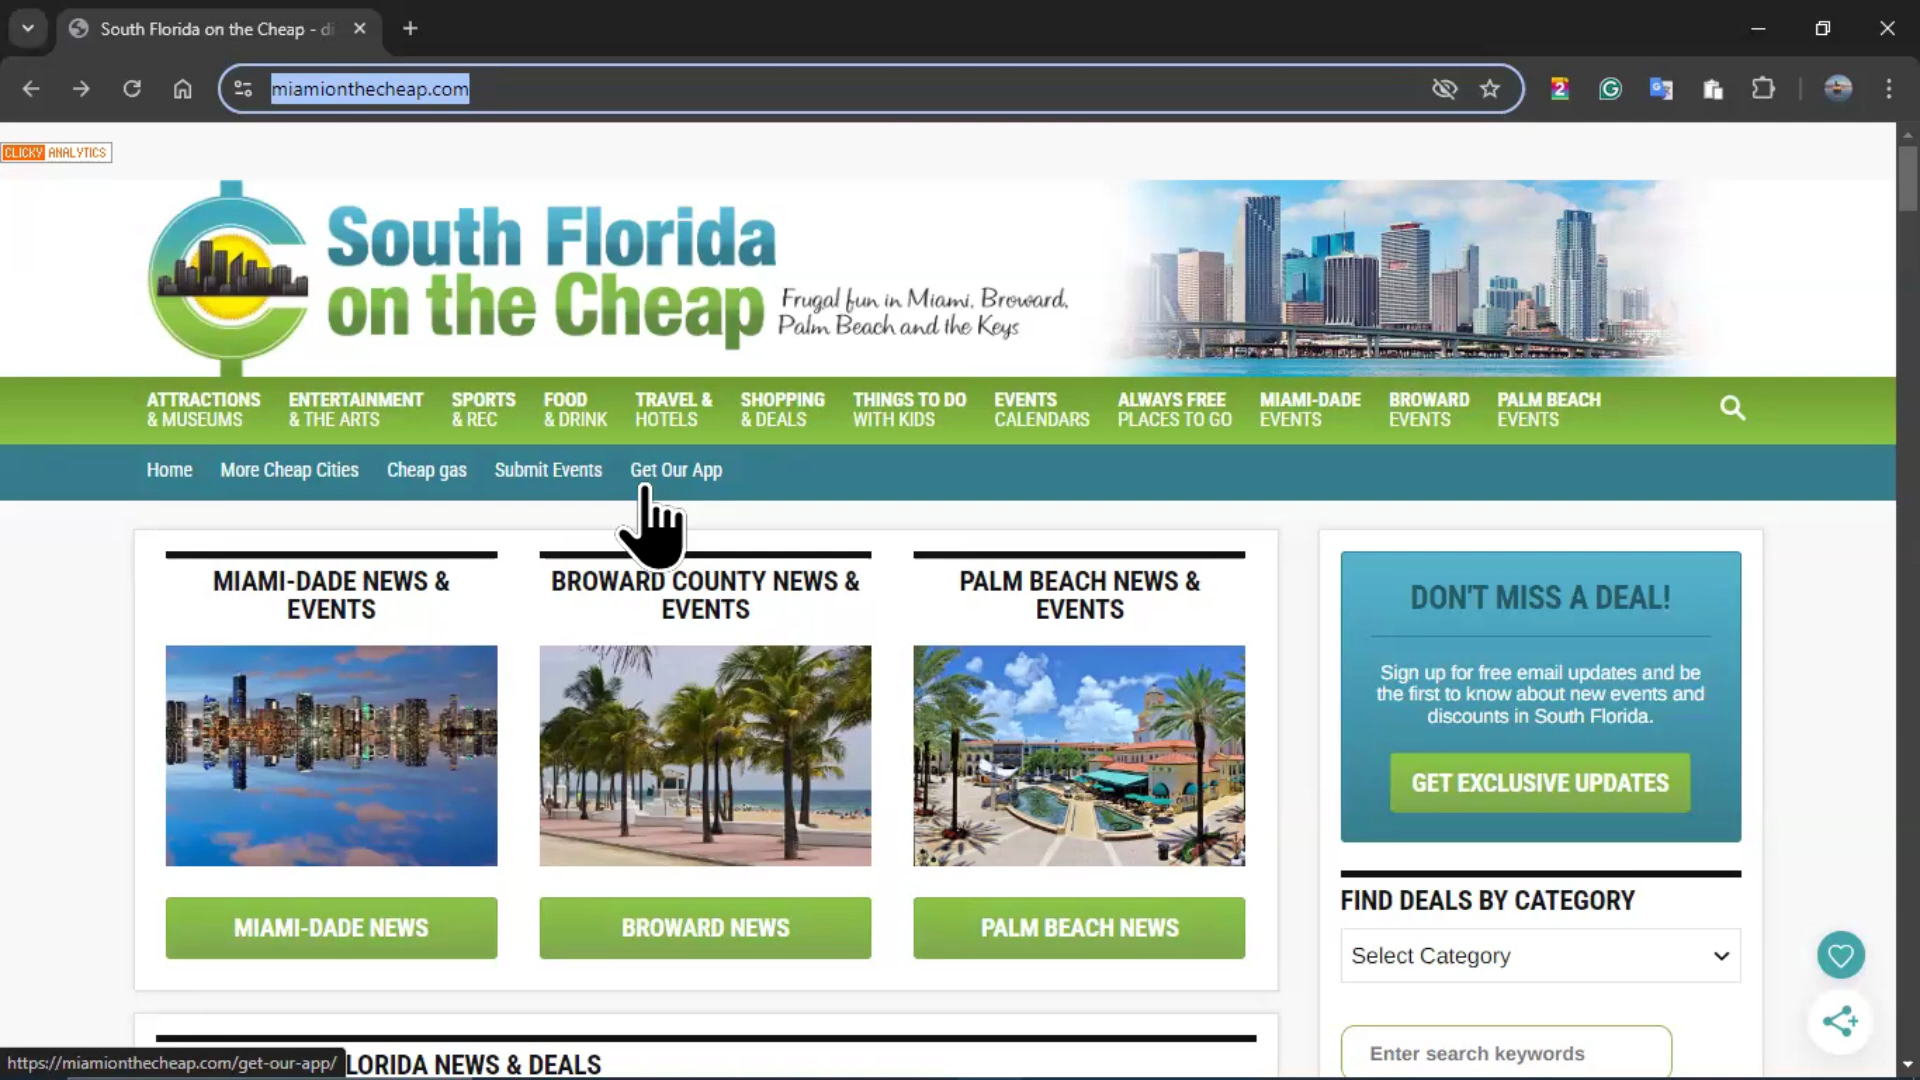 South Florida on the Cheap - di
miamionthecheap.com
CLICKY ANALYTICS
South Florida
on the Cheap
Frugal fun in Miami, Broward,
Palm Beach and the Keys
ATTRACTIONS
& MUSEUMS
ENTERTAINMENT
& THE ARTS
SPORTS
& REC
FOOD
& DRINK
TRAVEL &
HOTELS
SHOPPING
& DEALS
THINGS TO DO
WITH KIDS
EVENTS
CALENDARS
ALWAYS FREE
PLACES TO GO
MIAMI-DADE
EVENTS
BROWARD
EVENTS
PALM BEACH
EVENTS
Home More Cheap Cities Cheap gas Submit Events Get Our App
MIAMI-DADE NEWS &
EVENTS
BROWARD COUNTY NEWS &
EVENTS
PALM BEACH NEWS &
EVENTS
MIAMI-DADE NEWS
BROWARD NEWS
PALM BEACH NEWS
DON'T MISS A DEAL!
Sign up for free email updates and be
the first to know about new events and
discounts in South Florida.
GET EXCLUSIVE UPDATES
FIND DEALS BY CATEGORY
Select Category
Enter search keywords
LORIDA NEWS & DEALS
https://miamionthecheap.com/get-our-app/